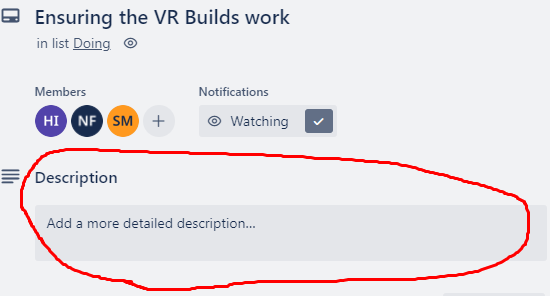 Ensuring the VR Builds work
in list Doing
Members
Notifications
HI NF SM +
Watching
Description
Add a more detailed description...